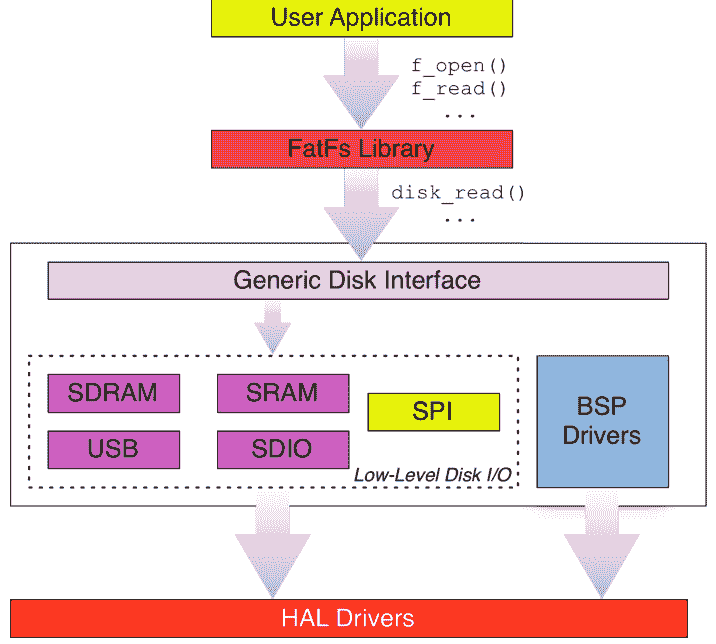 User Application
f_open()
f_read()
...
FatFs Library
disk_read()
...
Generic Disk Interface
SDRAM
SRAM
SPI
USB
SDIO
Low-Level Disk I/O
BSP
Drivers
HAL Drivers